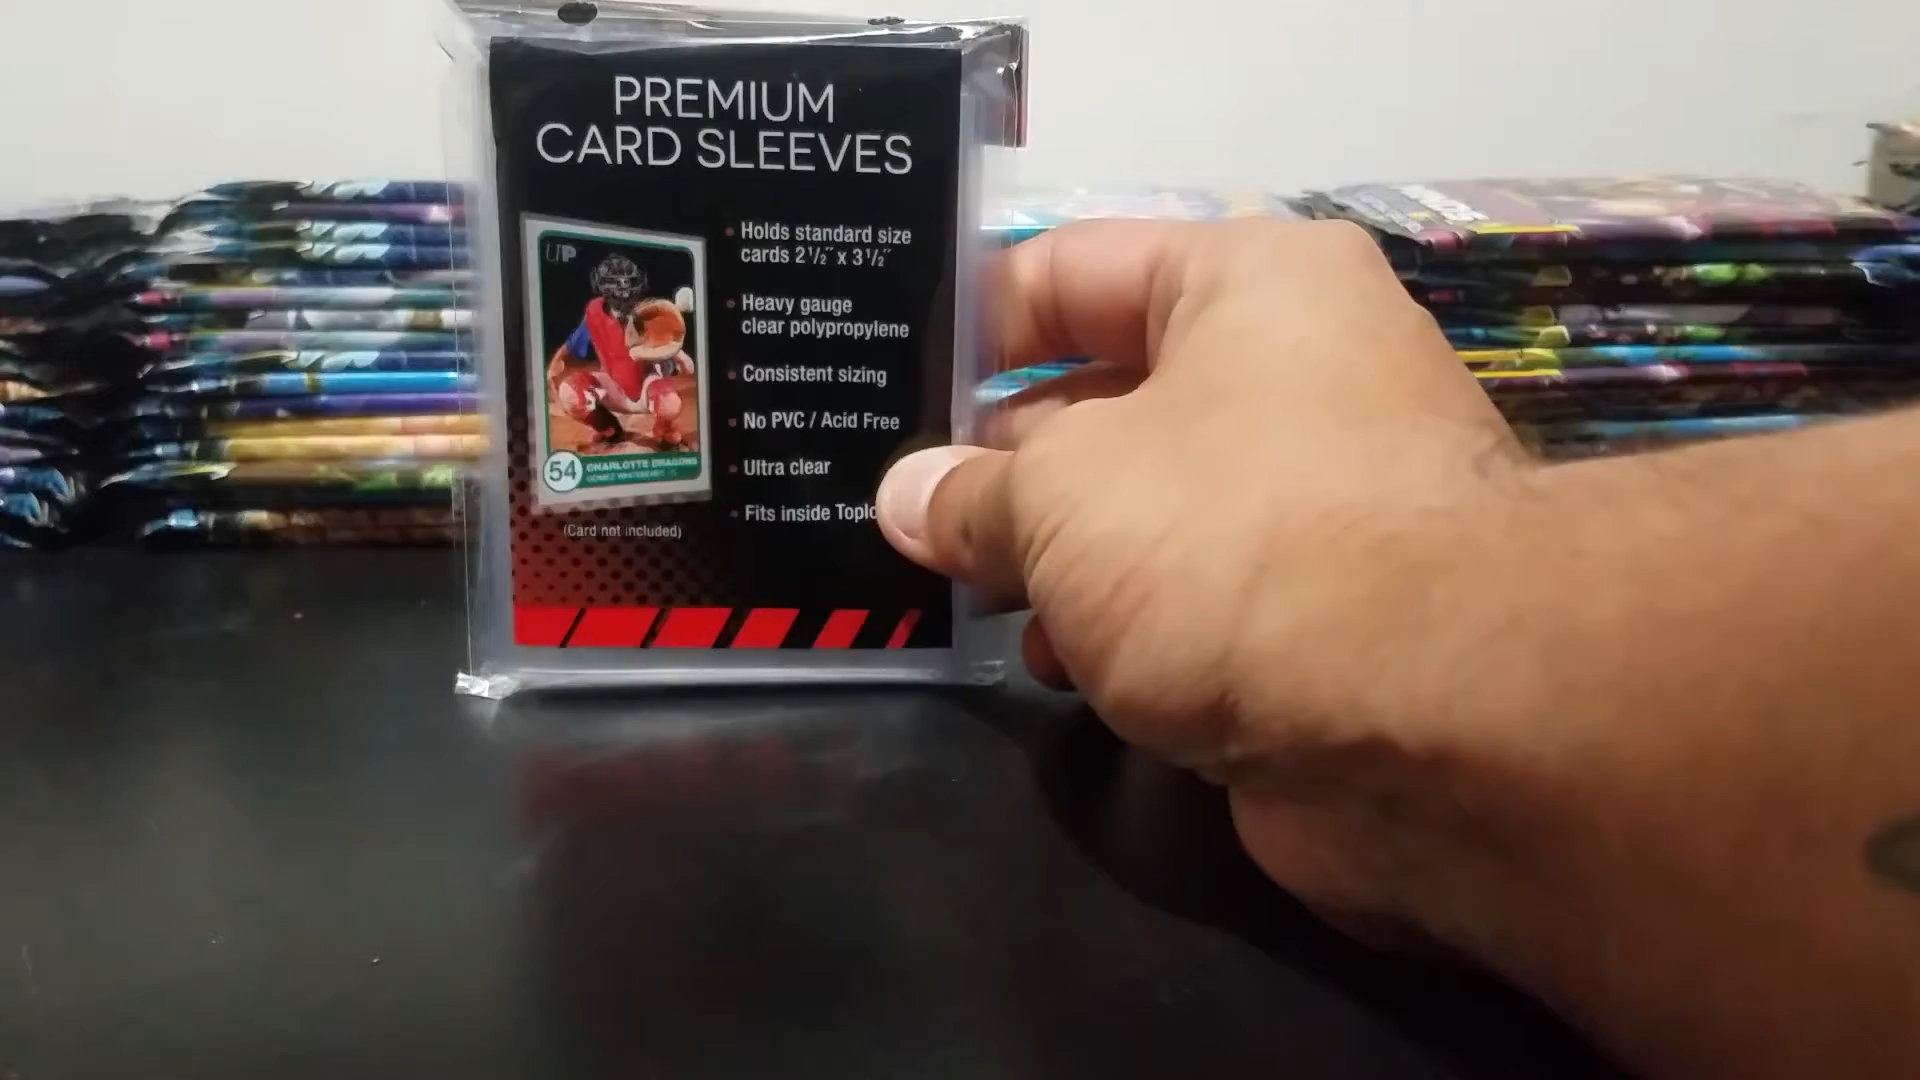 PREMIUM
CARD SLEEVES
UP
54
CHARLOTTE DRAGONS
(Card not included)
Holds standard size
cards 2 1/2" x 3 1/2"
Heavy gauge
clear polypropylene
Consistent sizing
No PVC / Acid Free
Ultra clear
Fits inside